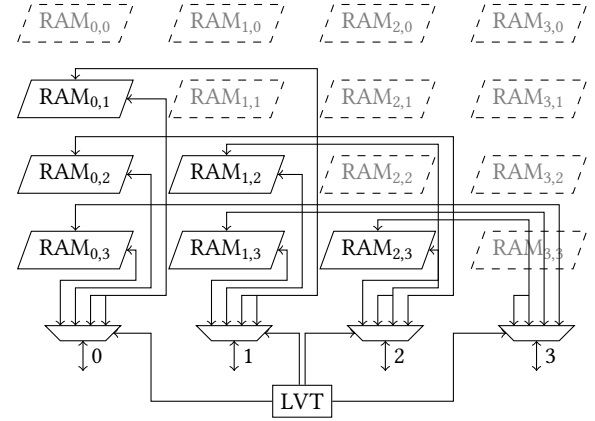 RAM0,0 RAM1,0 RAM2,0 RAM3,0
RAM0,1 RAM1,1 RAM2,1 RAM3,1
RAM0,2 RAM1,2 RAM2,2 RAM3,2
RAM0,3 RAM1,3 RAM2,3 RAM3,3
0 1 2 3
LVT